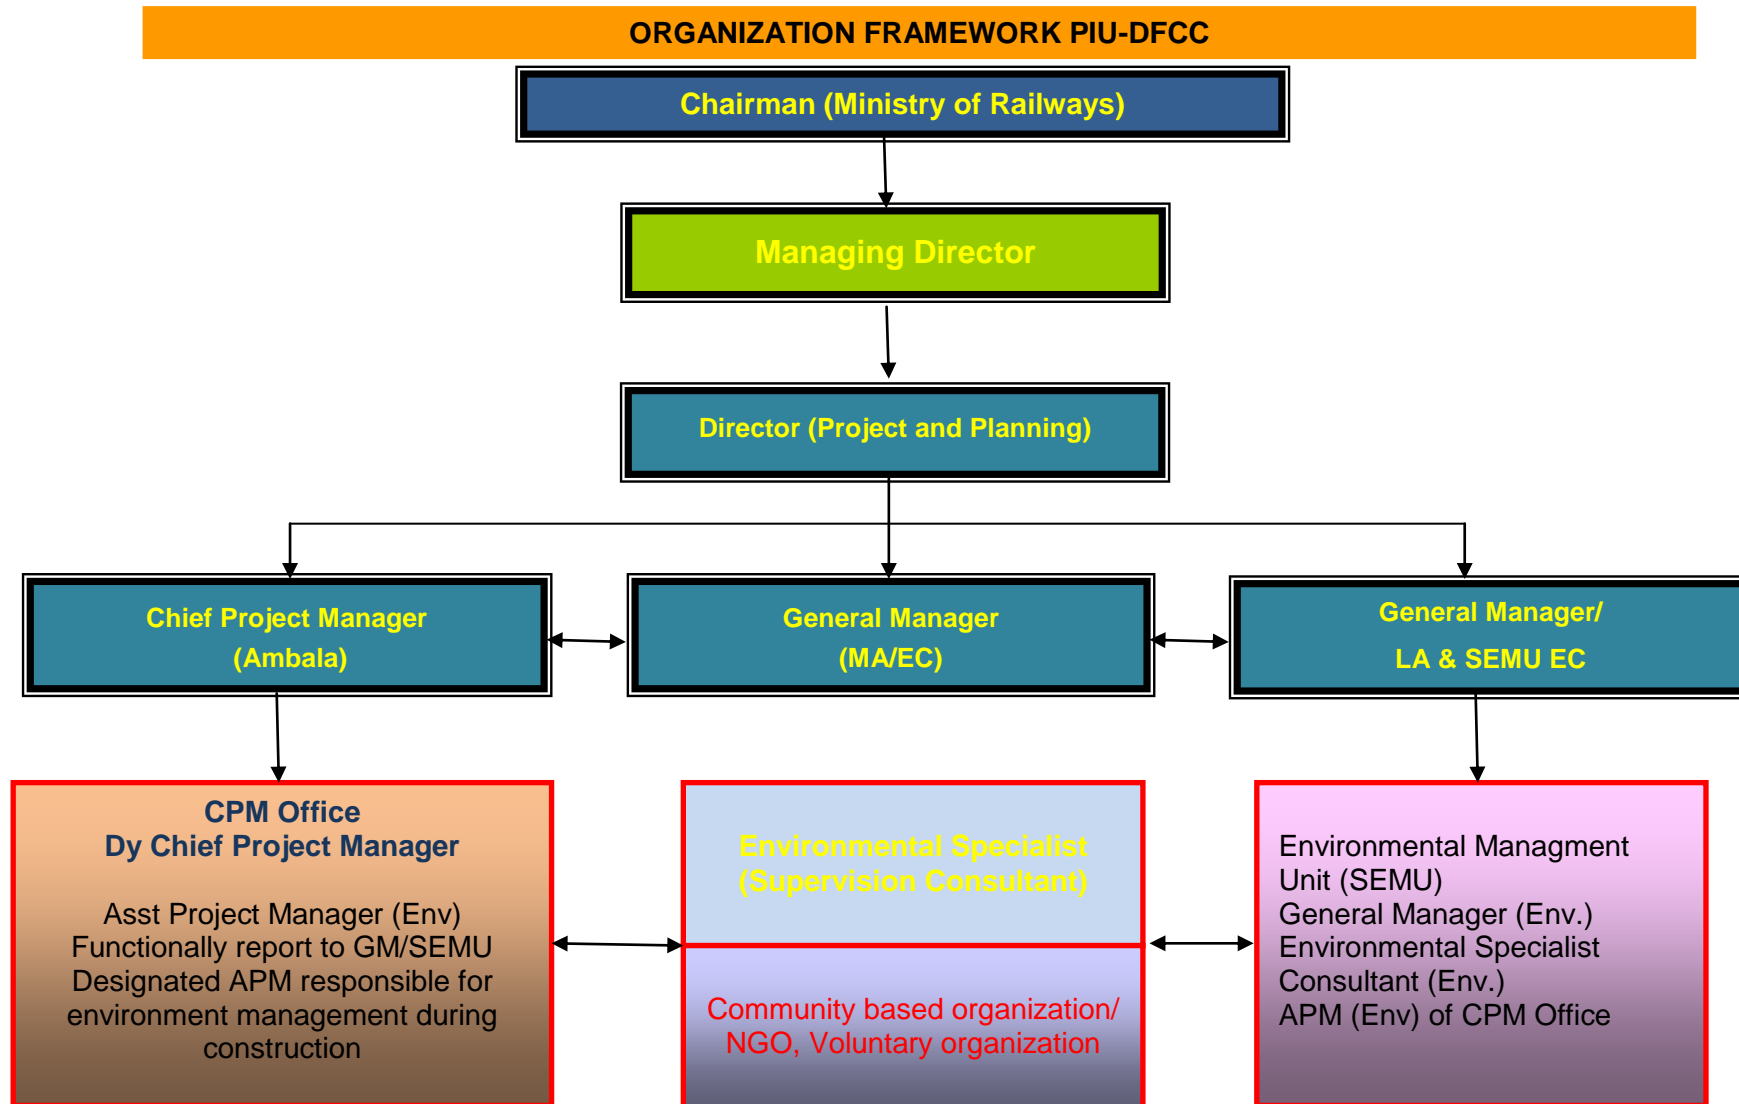 ORGANIZATION FRAMEWORK PIU-DFCC
Chairman (Ministry of Railways)
Managing Director
Director (Project and Planning)
Chief Project Manager
(Ambala)
General Manager
(MA/EC)
General Manager/
LA & SEMU EC
CPM Office
Dy Chief Project Manager
Asst Project Manager (Env)
Functionally report to GM/SEMU
Designated APM responsible for
environment management during
construction
Environmental Specialist
(Supervision Consultant)
Community based organization/
NGO, Voluntary organization
Environmental Managment
Unit (SEMU)
General Manager (Env.)
Environmental Specialist
Consultant (Env.)
APM (Env) of CPM Office